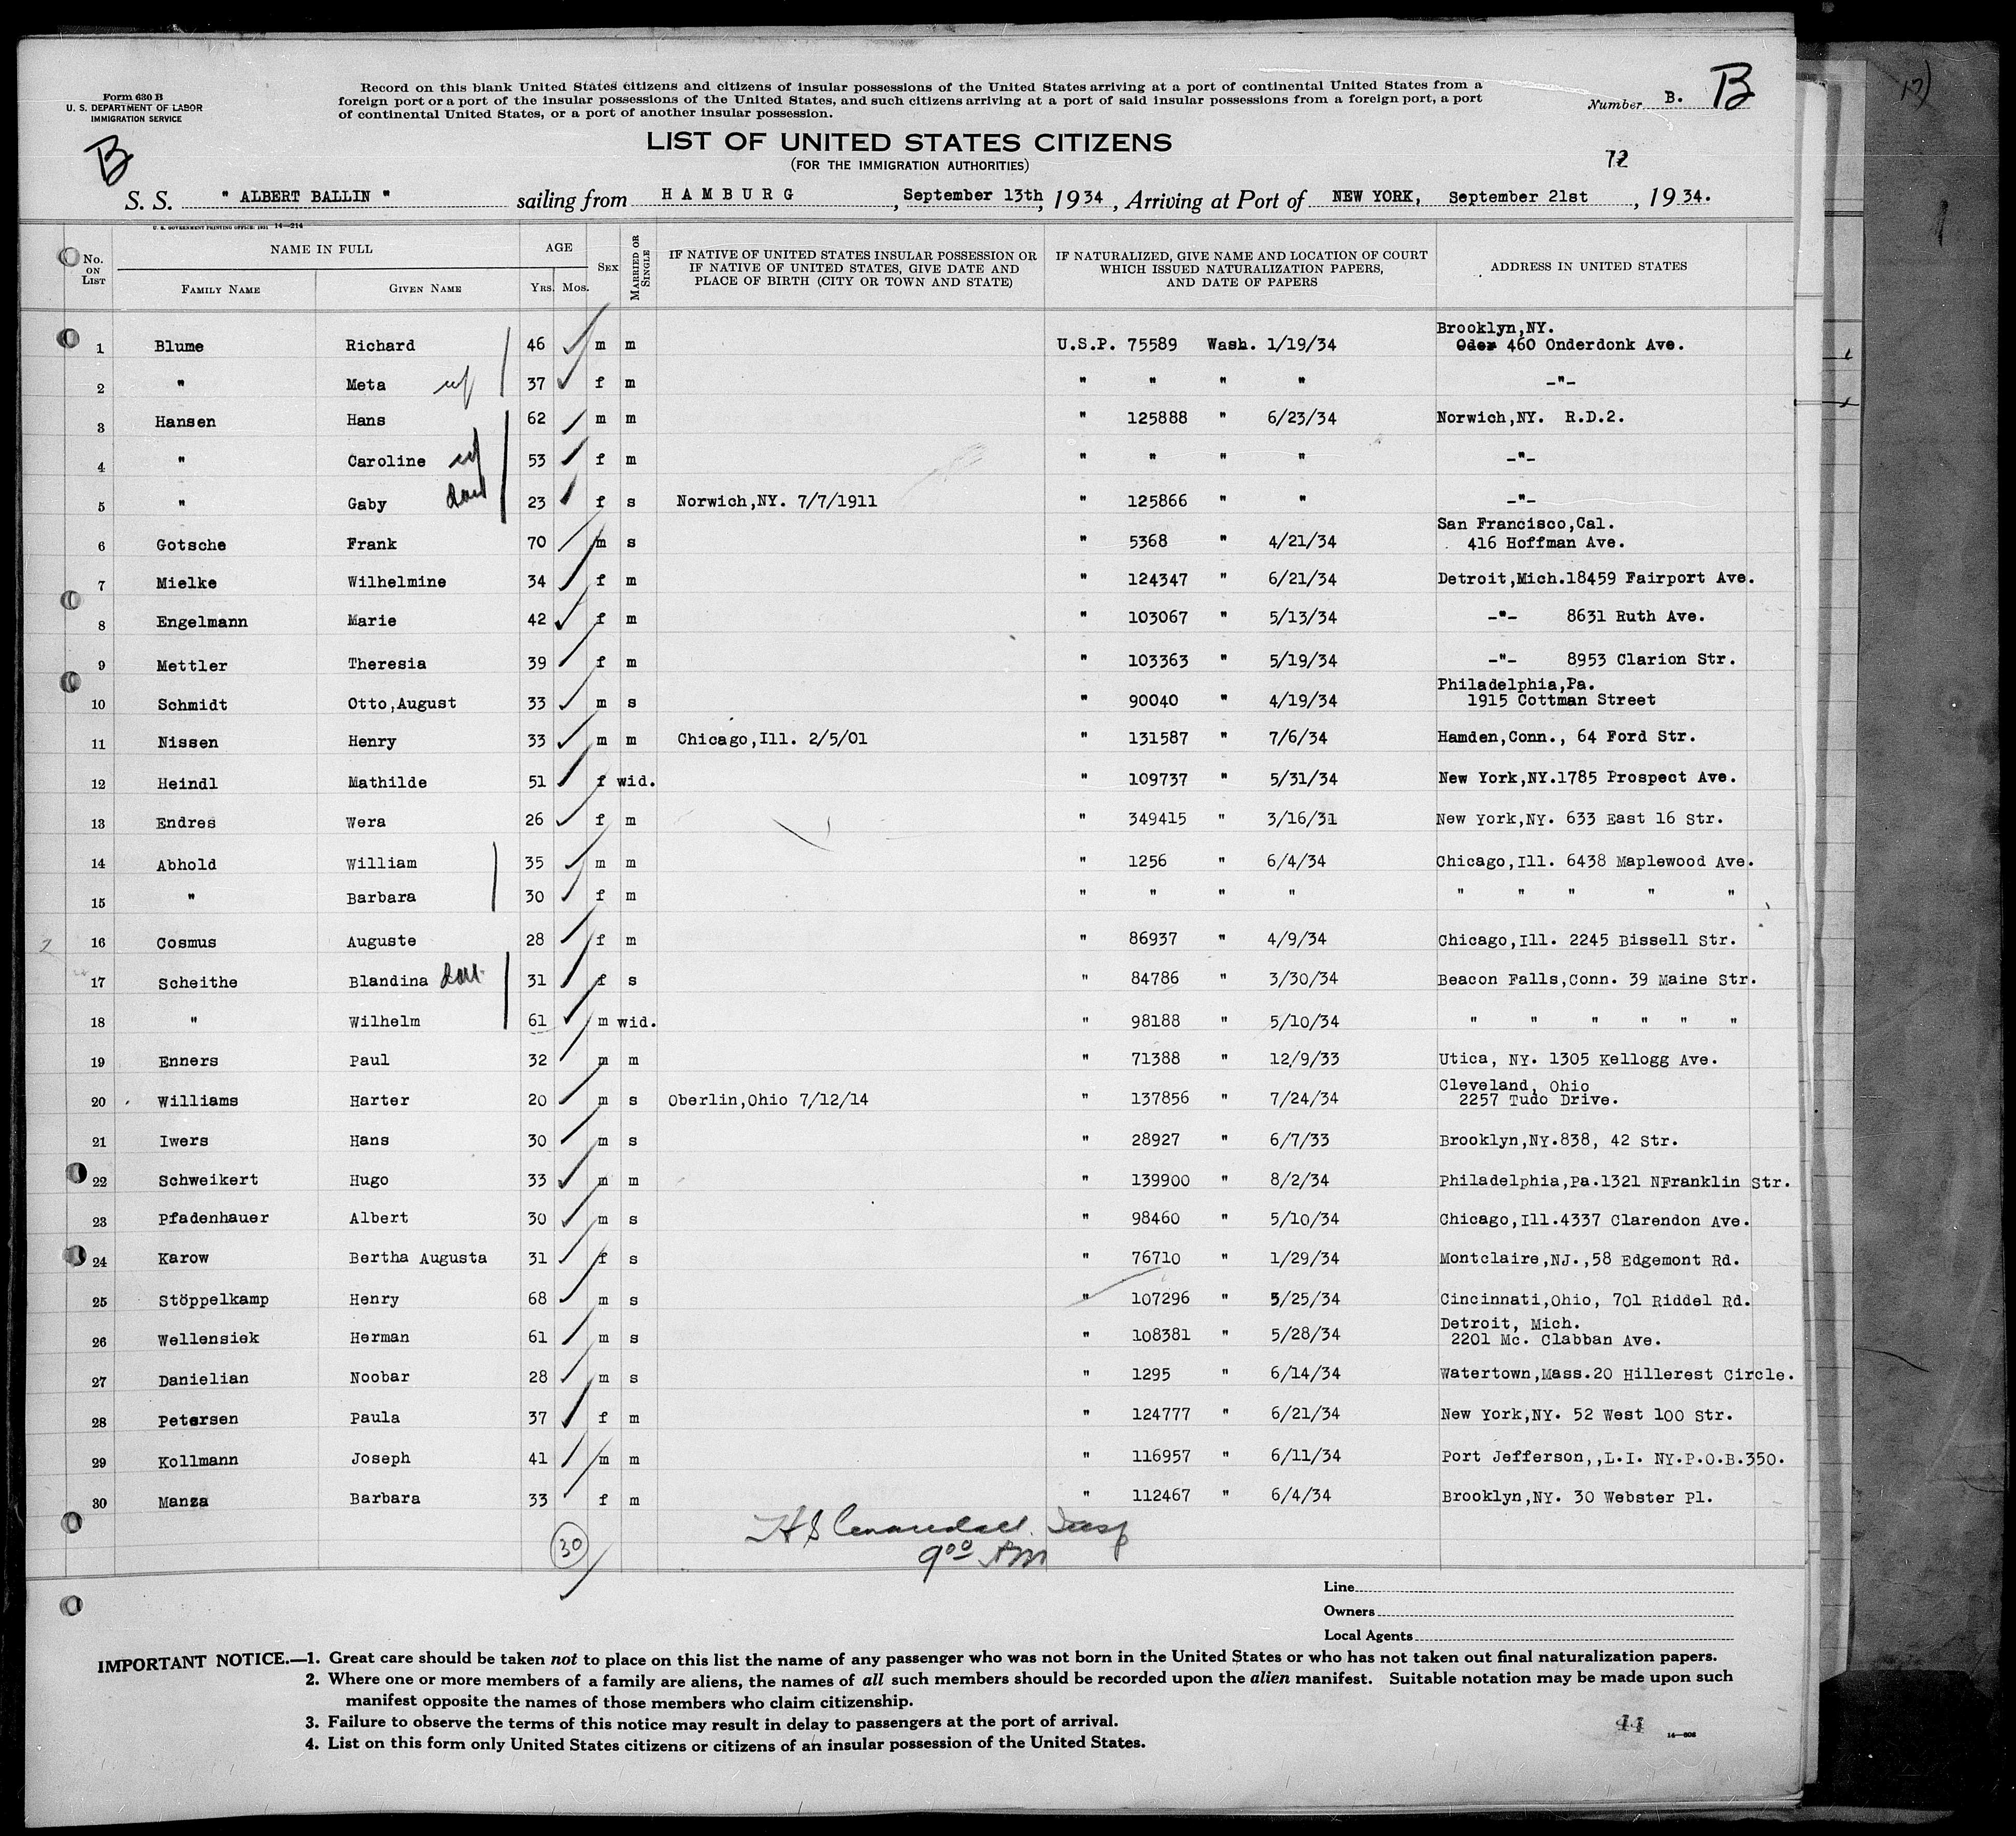 Form 630 B
U. S. DEPARTMENT OF LABOR
IMMIGRATION SERVICE
Record on this blank United States citizens and citizens of insular possessions of the United States arriving at a port of continental United States from a
foreign port or a port of the insular possessions of the United States, and such citizens arriving at a port of said insular possessions from a foreign port, a port
of continental United States, or a port of another insular possession.
Number B. B
B
LIST OF UNITED STATES CITIZENS
(FOR THE IMMIGRATION AUTHORITIES)
72
S. S. " ALBERT BALLIN " sailing from HAMBURG, September 13th, 1934, Arriving at Port of NEW YORK, September 21st, 1934.
U. S. GOVERNMENT PRINTING OFFICE: 1931 14—214
No. ON LIST NAME IN FULL AGE SEX MARRIED OR SINGLE IF NATIVE OF UNITED STATES INSULAR POSSESSION OR IF NATIVE OF UNITED STATES, GIVE DATE AND PLACE OF BIRTH (CITY OR TOWN AND STATE) IF NATURALIZED, GIVE NAME AND LOCATION OF COURT WHICH ISSUED NATURALIZATION PAPERS, AND DATE OF PAPERS ADDRESS IN UNITED STATES
FAMILY NAME GIVEN NAME YRS. MOS.
Brooklyn,NY.
1 Blume Richard 46 m m U.S.P. 75589 Wash. 1/19/34 Oder 460 Onderdonk Ave.
2 " Meta wf 37 f m " " " " -"-
3 Hansen Hans 62 m m " 125888 " 6/23/34 Norwich,NY. R.D.2.
4 " Caroline wf 53 f m " " " " -"-
5 " Gaby dau 23 f s Norwich,NY. 7/7/1911 " 125866 " " -"-
San Francisco,Cal.
6 Gotsche Frank 70 m s " 5368 " 4/21/34 416 Hoffman Ave.
7 Mielke Wilhelmine 34 f m " 124347 " 6/21/34 Detroit,Mich.18459 Fairport Ave.
8 Engelmann Marie 42 f m " 103067 " 5/13/34 -"- 8631 Ruth Ave.
9 Mettler Theresia 39 f m " 103363 " 5/19/34 -"- 8953 Clarion Str.
Philadelphia,Pa.
10 Schmidt Otto,August 33 m s " 90040 " 4/19/34 1915 Cottman Street
11 Nissen Henry 33 m m Chicago,Ill. 2/5/01 " 131587 " 7/6/34 Hamden,Conn., 64 Ford Str.
12 Heindl Mathilde 51 f wid. " 109737 " 5/31/34 New York,NY.1785 Prospect Ave.
13 Endres Wera 26 f m " 349415 " 3/16/31 New York,NY. 633 East 16 Str.
14 Abhold William 35 m m " 1256 " 6/4/34 Chicago,Ill. 6438 Maplewood Ave.
15 " Barbara 30 f m " " " " " " " " "
16 Cosmus Auguste 28 f m " 86937 " 4/9/34 Chicago,Ill. 2245 Bissell Str.
17 Scheithe Blandina dau 31 f s " 84786 " 3/30/34 Beacon Falls,Conn. 39 Maine Str.
18 " Wilhelm 61 m wid. " 98188 " 5/10/34 " " " " " "
19 Enners Paul 32 m m " 71388 " 12/9/33 Utica, NY. 1305 Kellogg Ave.
Cleveland, Ohio
20 Williams Harter 20 m s Oberlin,Ohio 7/12/14 " 137856 " 7/24/34 2257 Tudo Drive.
21 Iwers Hans 30 m s " 28927 " 6/7/33 Brooklyn,NY.838, 42 Str.
22 Schweikert Hugo 33 m m " 139900 " 8/2/34 Philadelphia,Pa.1321 NFranklin Str.
23 Pfadenhauer Albert 30 m s " 98460 " 5/10/34 Chicago,Ill.4337 Clarendon Ave.
24 Karow Bertha Augusta 31 f s " 76710 " 1/29/34 Montclaire,NJ.,58 Edgemont Rd.
25 Stöppelkamp Henry 68 m s " 107296 " 5/25/34 Cincinnati,Ohio, 701 Riddel Rd.
Detroit, Mich.
26 Wellensiek Herman 61 m s " 108381 " 5/28/34 2201 Mc. Clabban Ave.
27 Danielian Noobar 28 m s " 1295 " 6/14/34 Watertown,Mass.20 Hillerest Circle.
28 Petersen Paula 37 f m " 124777 " 6/21/34 New York,NY. 52 West 100 Str.
29 Kollmann Joseph 41 m m " 116957 " 6/11/34 Port Jefferson,,L.I. NY.P.O.B.350.
30 Manza Barbara 33 f m " 112467 " 6/4/34 Brooklyn,NY. 30 Webster Pl.
30
Insp
9⁰⁰ AM
Line
Owners
Local Agents
IMPORTANT NOTICE.—1. Great care should be taken not to place on this list the name of any passenger who was not born in the United States or who has not taken out final naturalization papers.
2. Where one or more members of a family are aliens, the names of all such members should be recorded upon the alien manifest. Suitable notation may be made upon such
manifest opposite the names of those members who claim citizenship.
3. Failure to observe the terms of this notice may result in delay to passengers at the port of arrival.
4. List on this form only United States citizens or citizens of an insular possession of the United States.